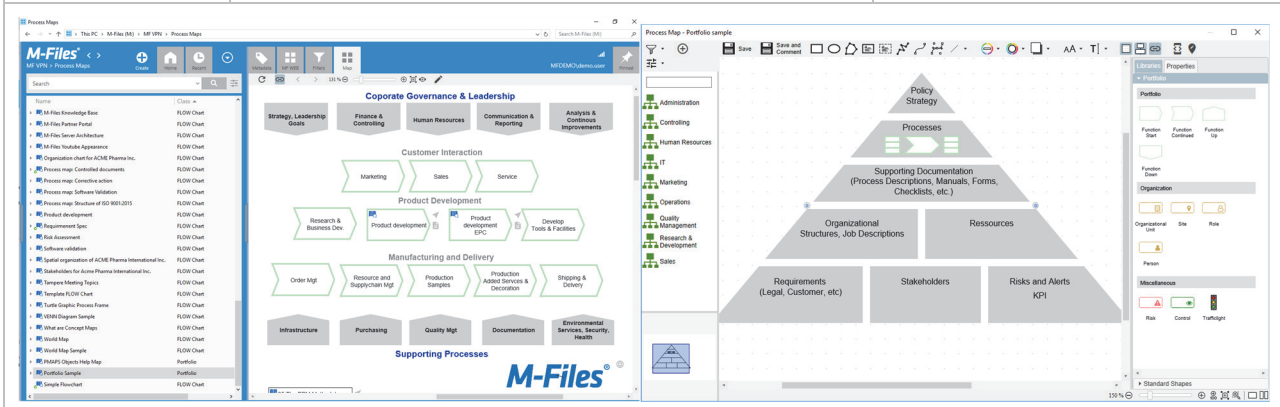 Process Maps
This PC > M-Files (M:) > MF VPN > Process Maps
Search M-Files (M:)
M-Files®
MF VPN > Process Maps
Create
Home
Recent
Metadata
MF-WEB
Filters
Map
MFDEMO\demo.user
Pinned
Search
131 %
Name
Class
M-Files Knowledge Base
FLOW Chart
M-Files Partner Portal
FLOW Chart
M-Files Server Architecture
FLOW Chart
M-Files Youtube Appearance
FLOW Chart
Organization chart for ACME Pharma Inc.
FLOW Chart
Process map: Controlled documents
FLOW Chart
Process map: Corrective action
FLOW Chart
Process map: Software Validation
FLOW Chart
Process map: Structure of ISO 9001:2015
FLOW Chart
Product development
FLOW Chart
Requirnement Spec
FLOW Chart
Risk Assessment
FLOW Chart
Software validation
FLOW Chart
Spatial organization of ACME Pharma International Inc.
FLOW Chart
Stakeholders for Acme Pharma International Inc.
FLOW Chart
Tampere Meeting Topics
FLOW Chart
Template FLOW Chart
FLOW Chart
Turtle Graphic Process Frame
FLOW Chart
VENN Diagram Sample
FLOW Chart
What are Concept Maps
FLOW Chart
World Map
FLOW Chart
World Map Sample
FLOW Chart
PMAPS Objects Help Map
Portfolio
Portfolio Sample
Portfolio
Simple Flowchart
FLOW Chart
Coporate Governance & Leadership
Strategy, Leadership
Goals
Finance &
Controlling
Human Resources
Communication &
Reporting
Analysis &
Continous
Improvements
Customer Interaction
Marketing
Sales
Service
Product Development
Research &
Business Dev.
Product development
Product
development
EPC
Develop
Tools & Facilities
Manufacturing and Delivery
Order Mgt
Resource and
Supplychain Mgt
Production
Samples
Production
Added Services &
Decoration
Shipping &
Delivery
Infrastructure
Purchasing
Quality Mgt
Documentation
Environmental
Services, Security,
Health
Supporting Processes
M-Files®
Process Map - Portfolio sample
Save
Save and
Comment
AA
T
Administration
Controlling
Human Resources
IT
Marketing
Operations
Quality
Management
Research &
Development
Sales
Policy
Strategy
Processes
Supporting Documentation
(Process Descriptions, Manuals, Forms,
Checklists, etc.)
Organizational
Structures, Job Descriptions
Ressources
Requirements
(Legal, Customer, etc)
Stakeholders
Risks and Alerts
KPI
Libraries
Properties
Portfolio
Portfolio
Function
Start
Function
Continued
Function
Up
Function
Down
Organization
Organizational
Unit
Site
Role
Person
Miscellaneous
Risk
Control
Trafficlight
Standard Shapes
150 %